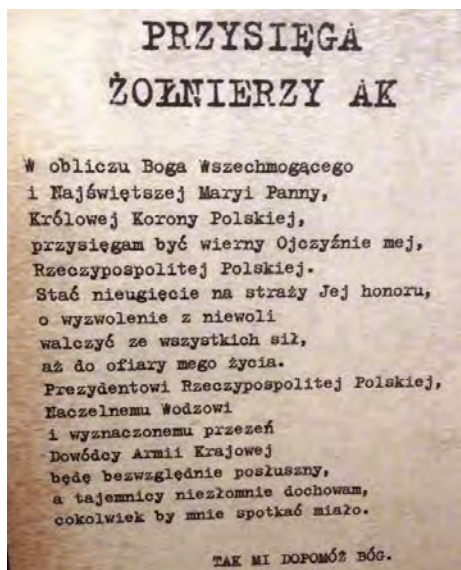 PRZYSIĘGA
ŻOŁNIERZY AK
W obliczu Boga Wszechmogącego
i Najświętszej Maryi Panny,
Królowej Korony Polskiej,
przysięgam być wierny Ojczyźnie mej,
Rzeczypospolitej Polskiej.
Stać nieugięcie na straży Jej honoru,
o wyzwolenie z niewoli
walczyć ze wszystkich sił,
aż do ofiary mego życia.
Prezydentowi Rzeczypospolitej Polskiej,
Naczelnemu Wodzowi
i wyznaczonemu przezeń
Dowódcy Armii Krajowej
będę bezwzględnie posłuszny,
a tajemnicy niezłomnie dochowam,
cokolwiek by mnie spotkać miało.
TAK MI DOPOMÓŻ BÓG.